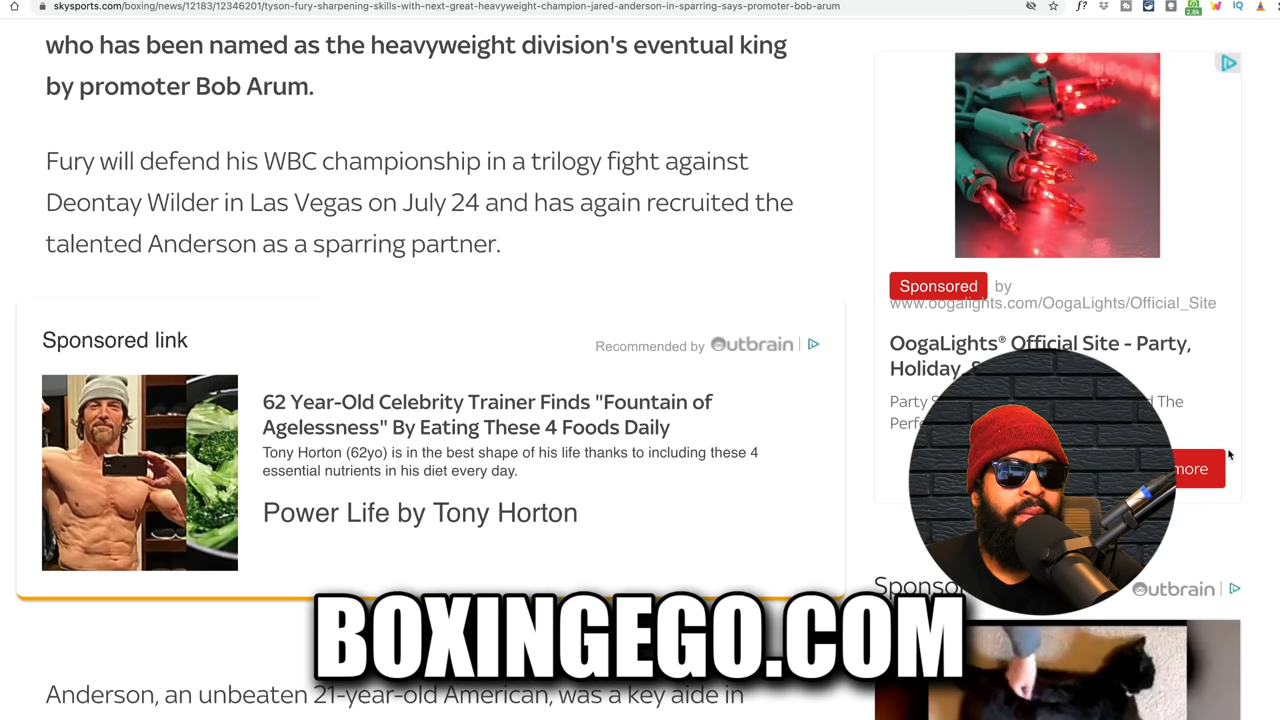 skysports.com/boxing/news/12183/12346201/tyson-fury-sharpening-skills-with-next-great-heavyweight-champion-jared-anderson-in-sparring-says-promoter-bob-arum
who has been named as the heavyweight division's eventual king
by promoter Bob Arum.
Fury will defend his WBC championship in a trilogy fight against
Deontay Wilder in Las Vegas on July 24 and has again recruited the
talented Anderson as a sparring partner.
Sponsored link
Recommended by Outbrain
62 Year-Old Celebrity Trainer Finds "Fountain of
Agelessness" By Eating These 4 Foods Daily
Tony Horton (62yo) is in the best shape of his life thanks to including these 4
essential nutrients in his diet every day.
Power Life by Tony Horton
Anderson, an unbeaten 21-year-old American, was a key aide in
Sponsored by
www.oogalights.com/OogaLights/Official_Site
OogaLights® Official Site - Party,
Holiday,
Party
The
Perfe
more
Sponso
Outbrain
BOXINGEGO.COM